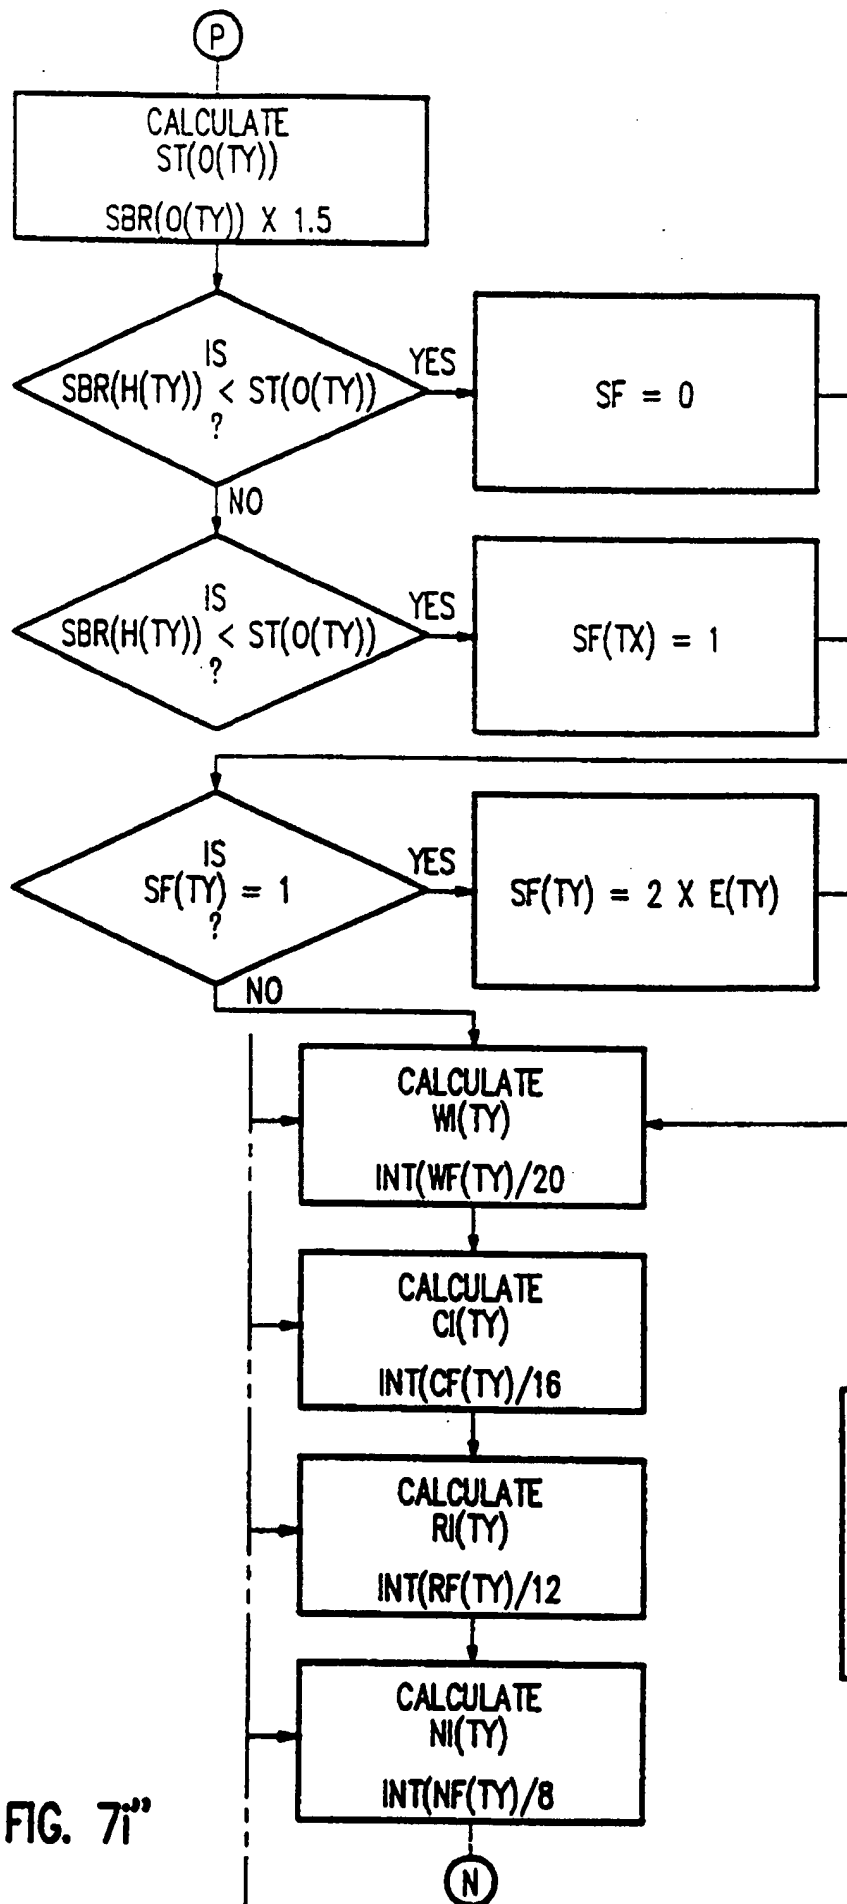 P
CALCULATE
ST(O(TY))
SBR(O(TY)) X 1.5
IS
SBR(H(TY)) < ST(O(TY))
?
YES
SF = 0
NO
IS
SBR(H(TY)) < ST(O(TY))
?
YES
SF(TX) = 1
IS
SF(TY) = 1
?
YES
SF(TY) = 2 X E(TY)
NO
CALCULATE
WI(TY)
INT(WF(TY)/20
CALCULATE
CI(TY)
INT(CF(TY)/16
CALCULATE
RI(TY)
INT(RF(TY)/12
CALCULATE
NI(TY)
INT(NF(TY)/8
FIG. 7i"
N